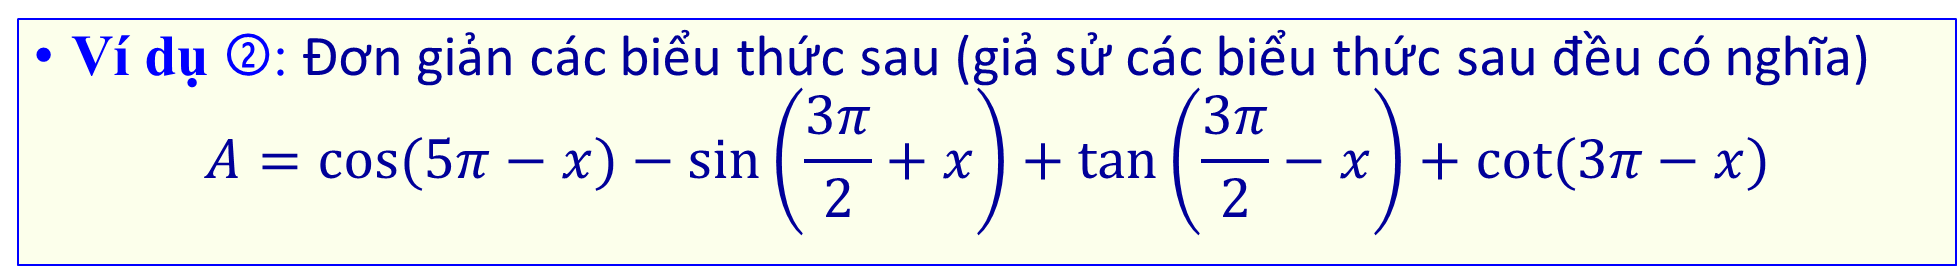 • Ví dụ ②: Đơn giản các biểu thức sau (giả sử các biểu thức sau đều có nghĩa)
𝐴 = cos(5𝜋 − 𝑥) − sin(3𝜋/2 + 𝑥) + tan(3𝜋/2 − 𝑥) + cot(3𝜋 − 𝑥)